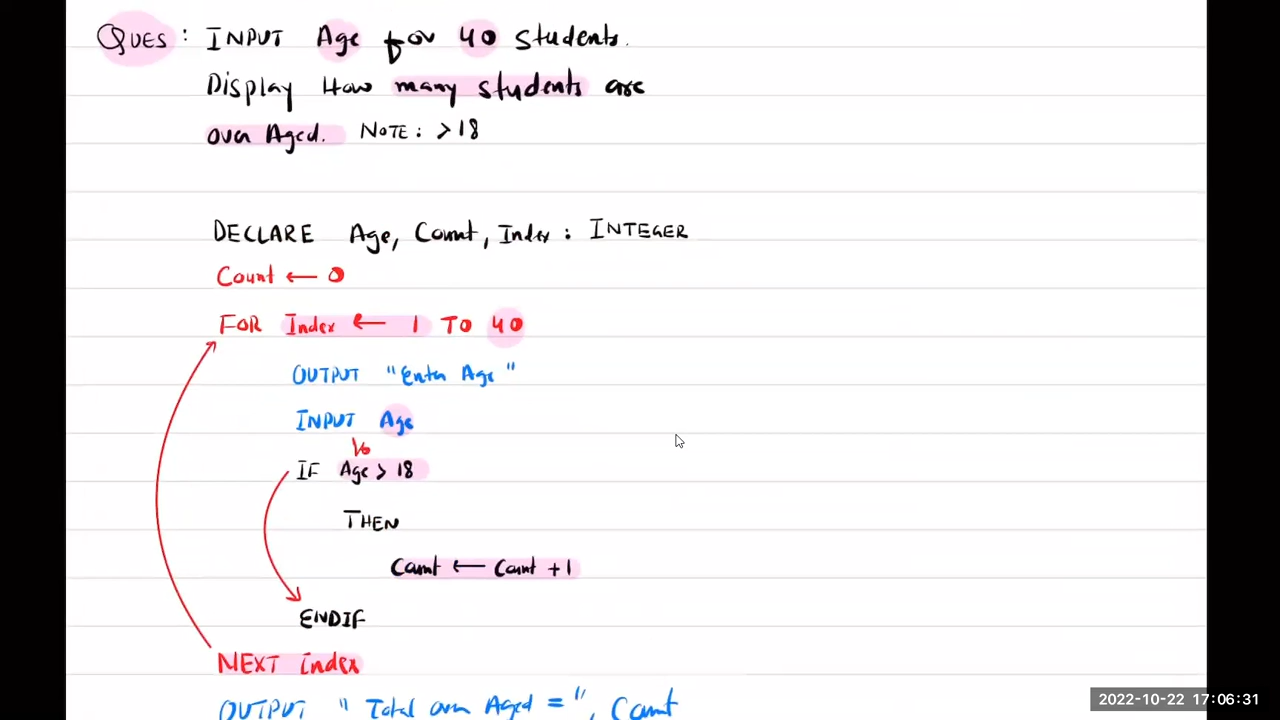 QUES: INPUT Age for 40 students.
Display How many students are
over Aged. NOTE: >18
DECLARE Age, Count, Index : INTEGER
Count ← 0
FOR Index ← 1 TO 40
OUTPUT "Enter Age"
INPUT Age
16
IF Age > 18
THEN
Count ← Count +1
ENDIF
NEXT Index
OUTPUT "Total over Aged =", Count
2022-10-22 17:06:31